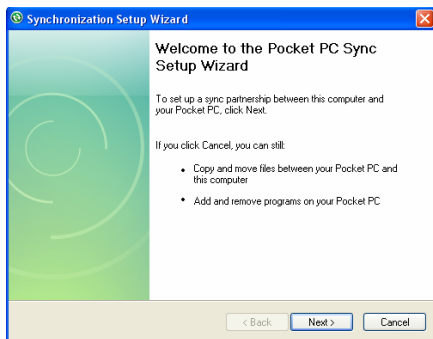 Synchronization Setup Wizard
Welcome to the Pocket PC Sync
Setup Wizard
To set up a sync partnership between this computer and
your Pocket PC, click Next.
If you click Cancel, you can still:
• Copy and move files between your Pocket PC and
this computer
• Add and remove programs on your Pocket PC
< Back
Next >
Cancel